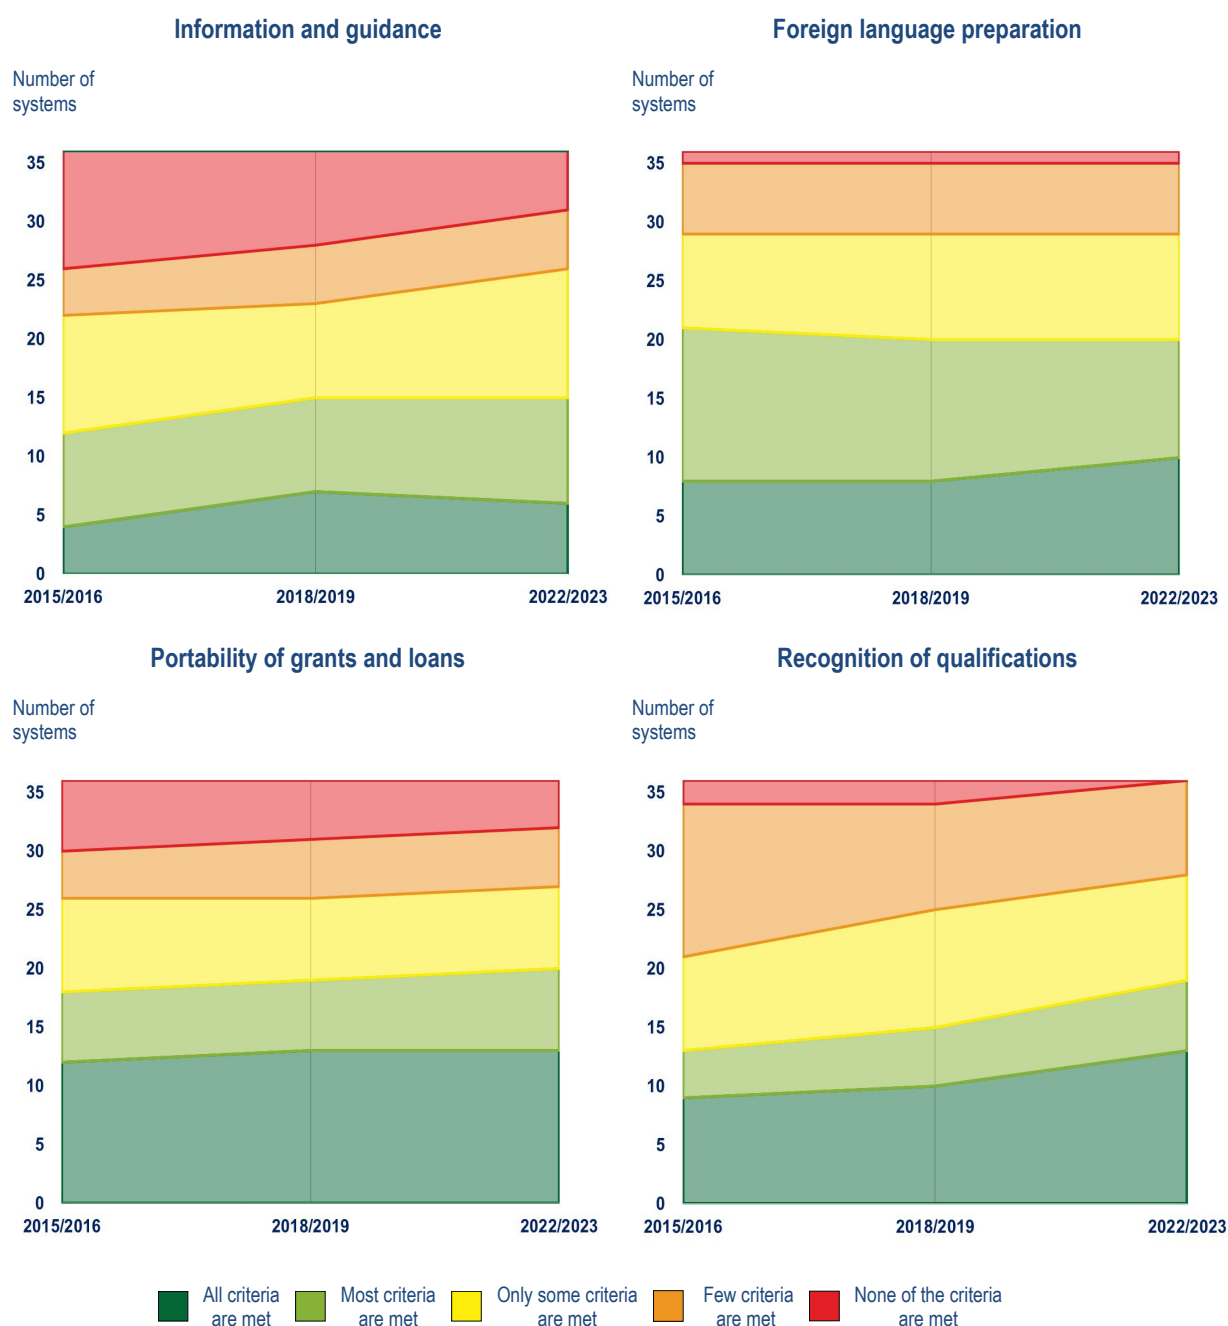 Information and guidance
Number of
systems
35
30
25
20
15
10
5
0
2015/2016 2018/2019 2022/2023
Foreign language preparation
Number of
systems
35
30
25
20
15
10
5
0
2015/2016 2018/2019 2022/2023
Portability of grants and loans
Number of
systems
35
30
25
20
15
10
5
0
2015/2016 2018/2019 2022/2023
Recognition of qualifications
Number of
systems
35
30
25
20
15
10
5
0
2015/2016 2018/2019 2022/2023
All criteria
are met
Most criteria
are met
Only some criteria
are met
Few criteria
are met
None of the criteria
are met